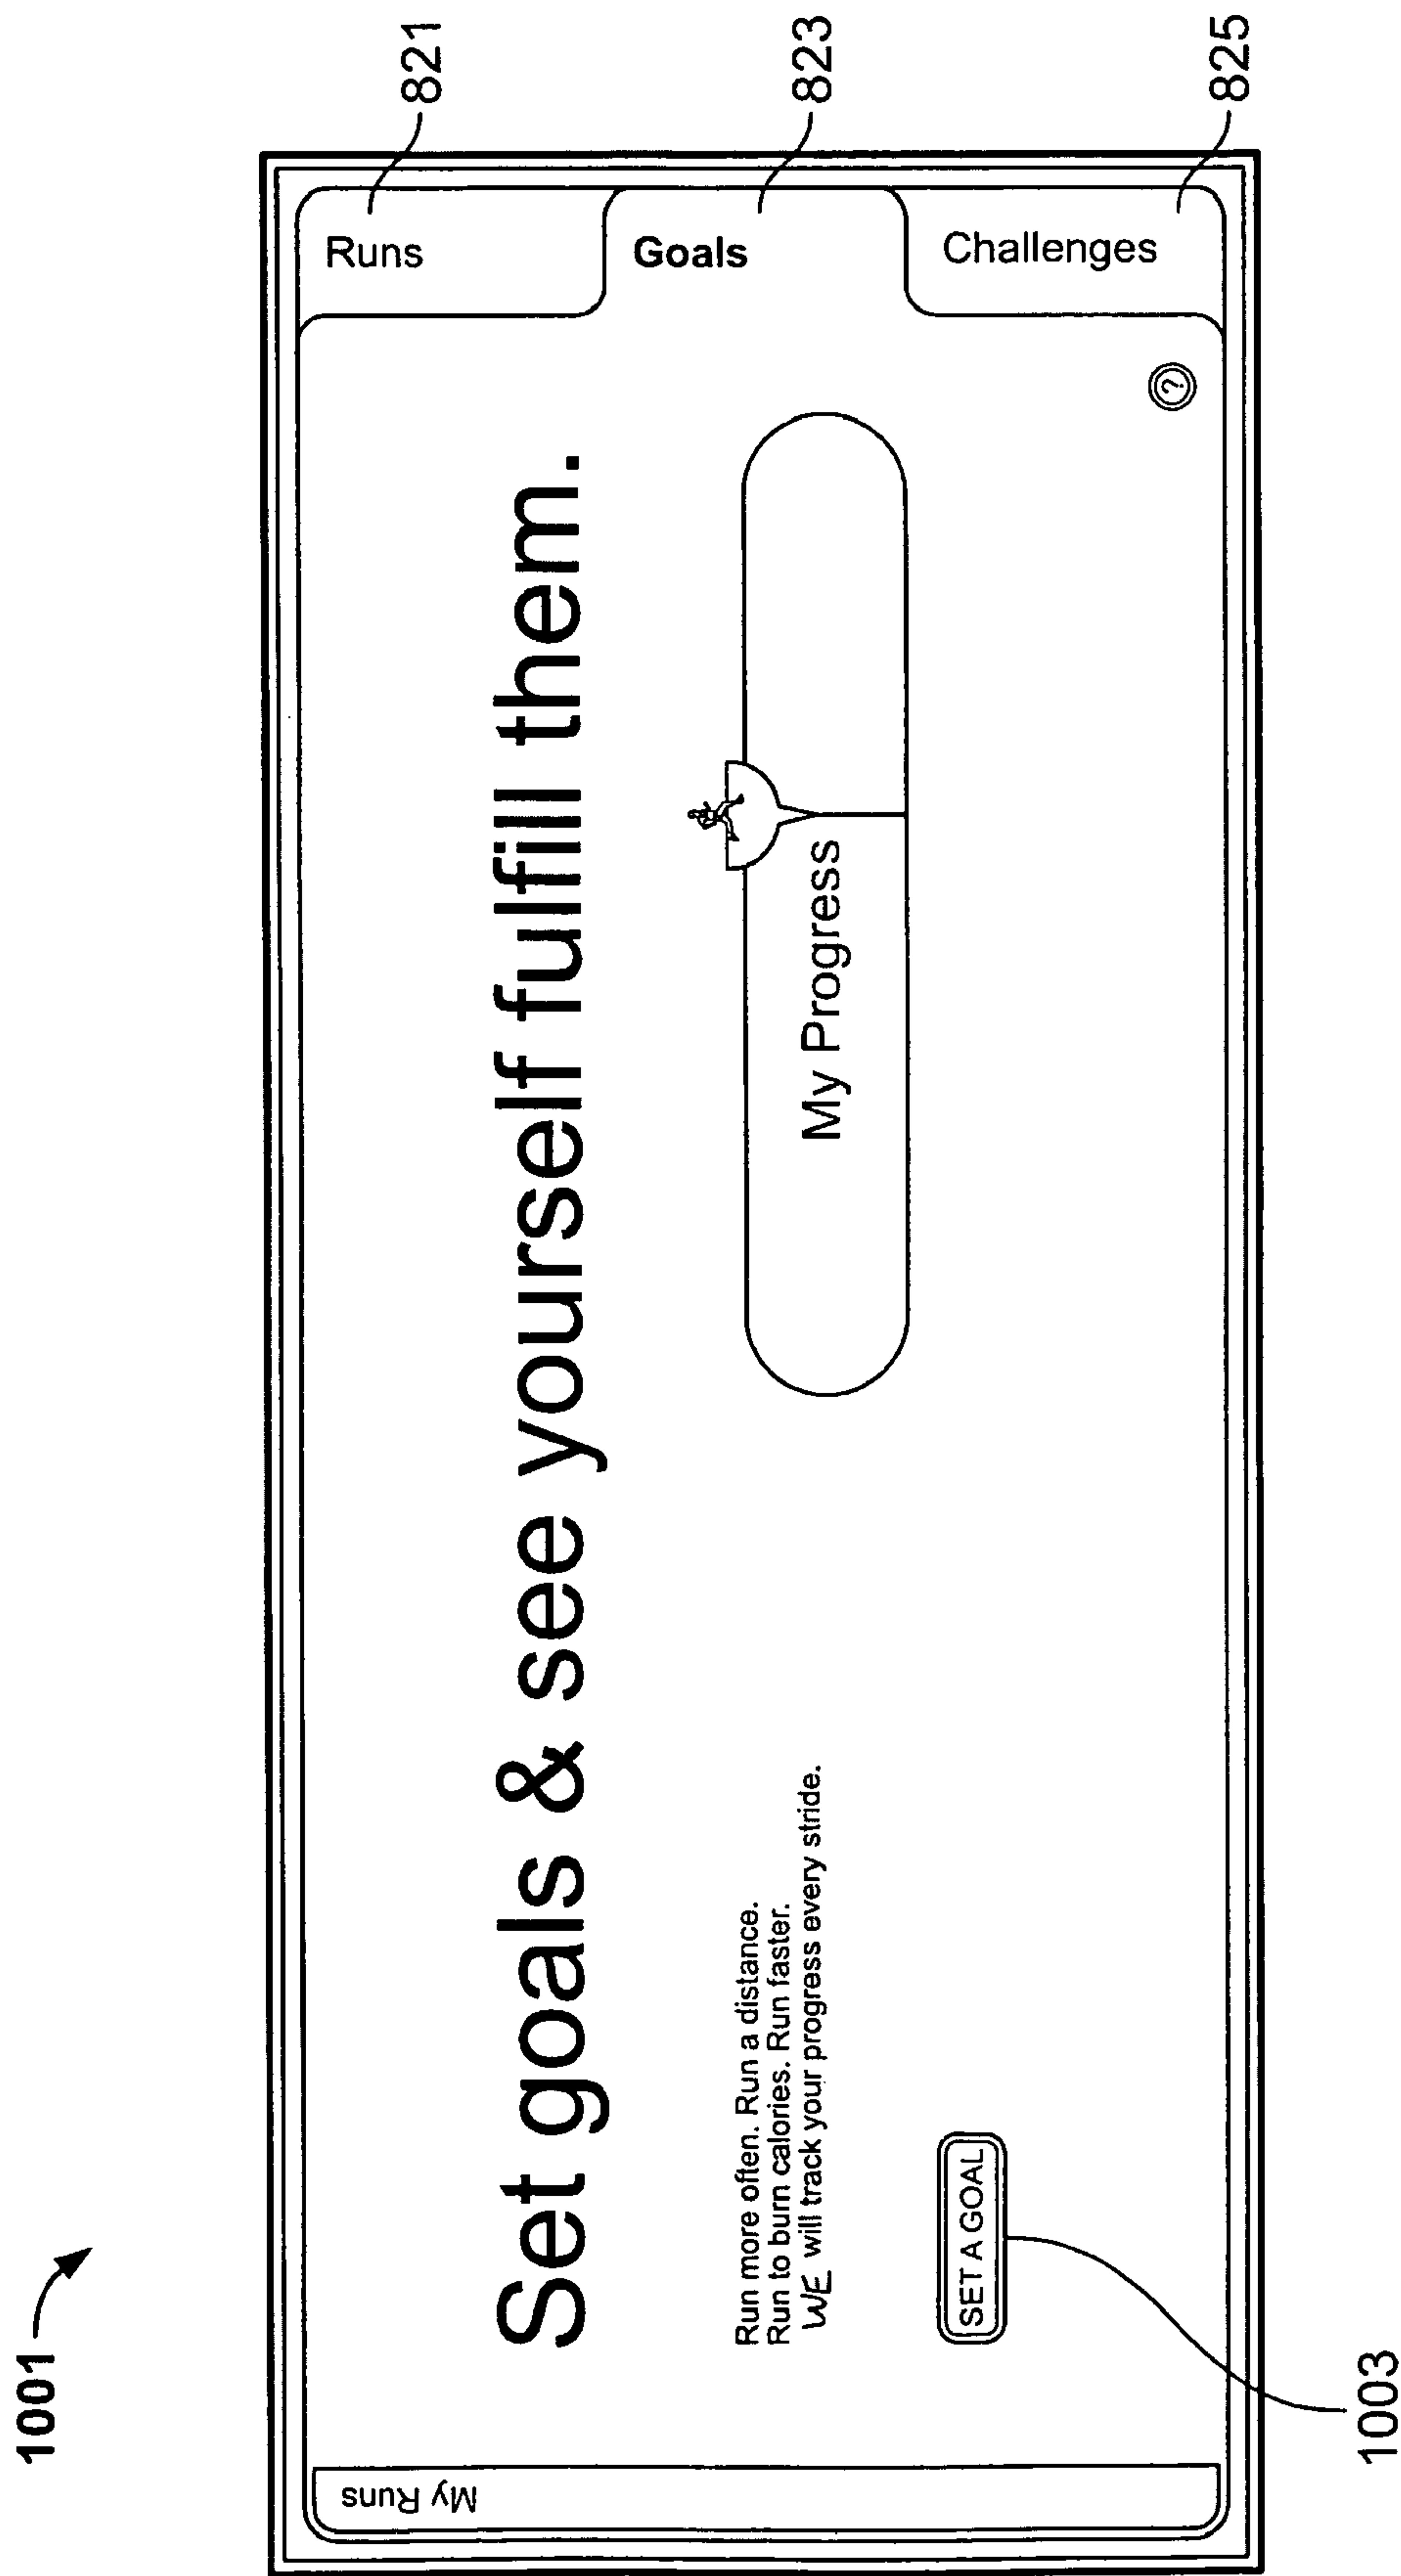 1001
My Runs
Set goals & see yourself fulfill them.
Run more often. Run a distance.
Run to burn calories. Run faster.
WE will track your progress every stride.
SET A GOAL
My Progress
?
Runs
Goals
Challenges
821
823
825
1003